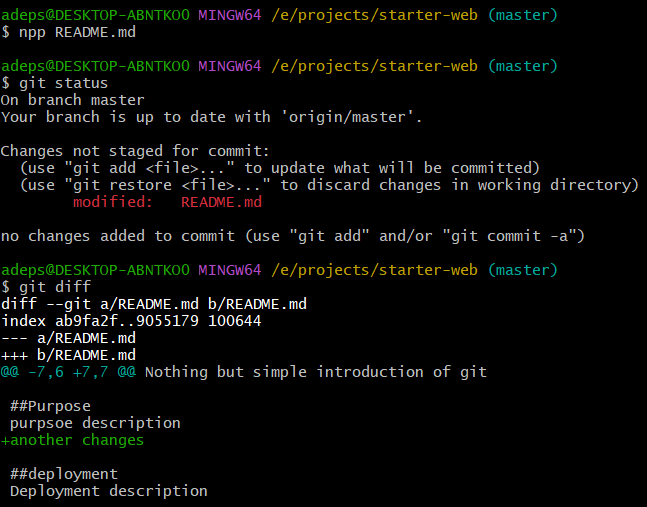 adeps@DESKTOP-ABNTKO0 MINGW64 /e/projects/starter-web (master)
$ npp README.md
adeps@DESKTOP-ABNTKO0 MINGW64 /e/projects/starter-web (master)
$ git status
On branch master
Your branch is up to date with 'origin/master'.
Changes not staged for commit:
  (use "git add <file>..." to update what will be committed)
  (use "git restore <file>..." to discard changes in working directory)
        modified:   README.md
no changes added to commit (use "git add" and/or "git commit -a")
adeps@DESKTOP-ABNTKO0 MINGW64 /e/projects/starter-web (master)
$ git diff
diff --git a/README.md b/README.md
index ab9fa2f..9055179 100644
--- a/README.md
+++ b/README.md
@@ -7,6 +7,7 @@ Nothing but simple introduction of git
 ##Purpose
 purpsoe description
+another changes
 ##deployment
 Deployment description